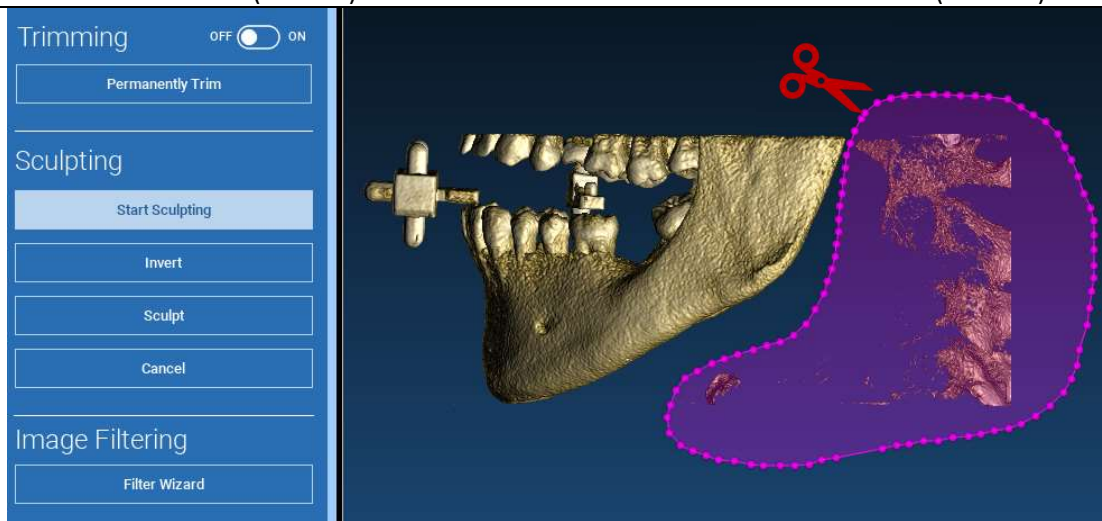 Trimming OFF ON
Permanently Trim
Sculpting
Start Sculpting
Invert
Sculpt
Cancel
Image Filtering
Filter Wizard